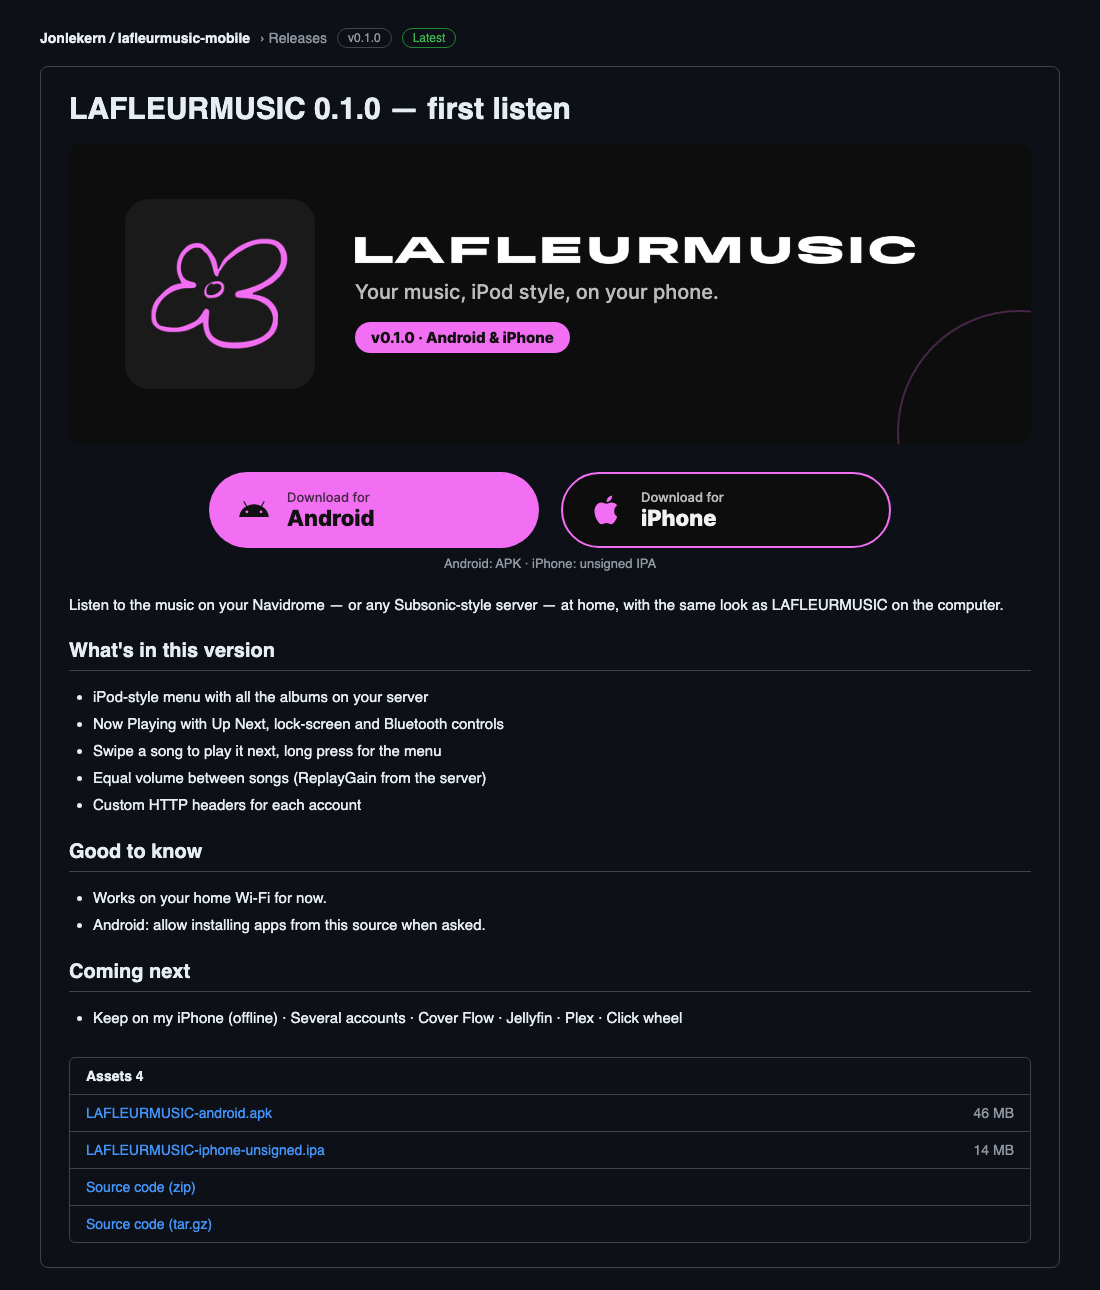 Jonlekern / lafleurmusic-mobile › Releases v0.1.0 Latest
LAFLEURMUSIC 0.1.0 — first listen
LAFLEURMUSIC
Your music, iPod style, on your phone.
v0.1.0 · Android & iPhone
Download for
Android
Download for
iPhone
Android: APK · iPhone: unsigned IPA
Listen to the music on your Navidrome — or any Subsonic-style server — at home, with the same look as LAFLEURMUSIC on the computer.
What's in this version
• iPod-style menu with all the albums on your server
• Now Playing with Up Next, lock-screen and Bluetooth controls
• Swipe a song to play it next, long press for the menu
• Equal volume between songs (ReplayGain from the server)
• Custom HTTP headers for each account
Good to know
• Works on your home Wi-Fi for now.
• Android: allow installing apps from this source when asked.
Coming next
• Keep on my iPhone (offline) · Several accounts · Cover Flow · Jellyfin · Plex · Click wheel
Assets 4
LAFLEURMUSIC-android.apk 46 MB
LAFLEURMUSIC-iphone-unsigned.ipa 14 MB
Source code (zip)
Source code (tar.gz)